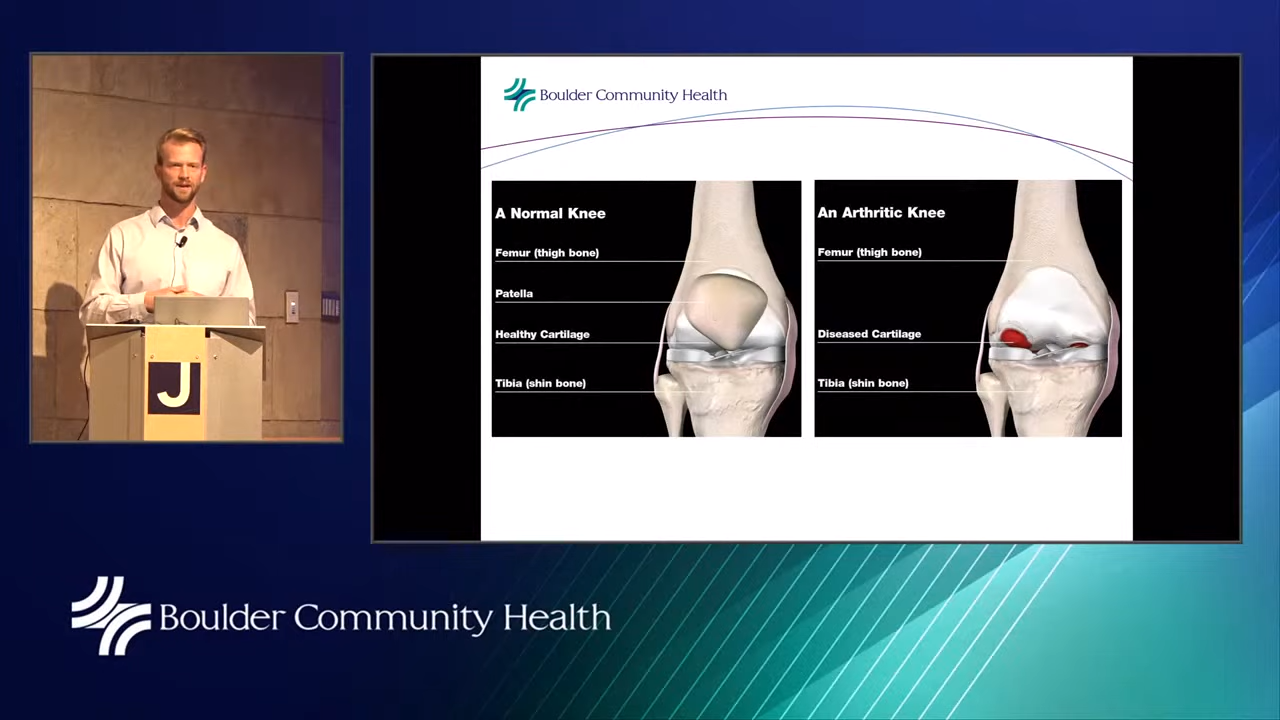 Boulder Community Health
A Normal Knee
Femur (thigh bone)
Patella
Healthy Cartilage
Tibia (shin bone)
An Arthritic Knee
Femur (thigh bone)
Diseased Cartilage
Tibia (shin bone)
J
Boulder Community Health